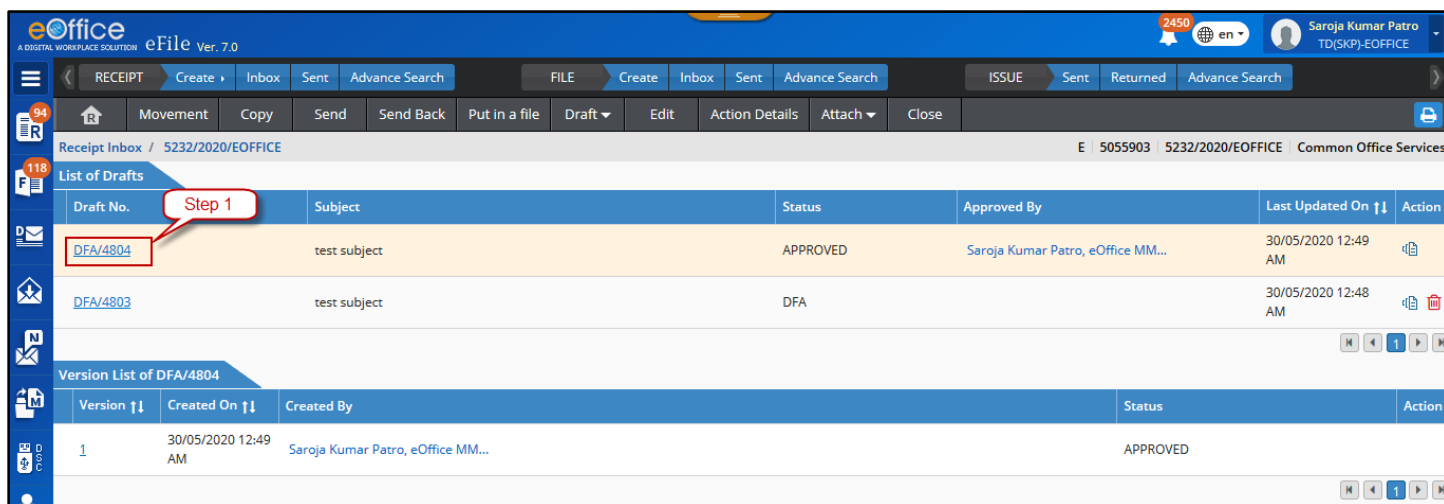 eOffice
A DIGITAL WORKPLACE SOLUTION eFile Ver. 7.0
2450
en
Saroja Kumar Patro
TD(SKP)-EOFFICE
RECEIPT Create Inbox Sent Advance Search FILE Create Inbox Sent Advance Search ISSUE Sent Returned Advance Search
94
R
R Movement Copy Send Send Back Put in a file Draft Edit Action Details Attach Close
Receipt Inbox / 5232/2020/EOFFICE E 5055903 5232/2020/EOFFICE Common Office Services
118
F
List of Drafts
Draft No. Subject Status Approved By Last Updated On Action
Step 1
D
DFA/4804 test subject APPROVED Saroja Kumar Patro, eOffice MM... 30/05/2020 12:49
AM
DFA/4803 test subject DFA 30/05/2020 12:48
AM
N
1
Version List of DFA/4804
M
Version Created On Created By Status Action
1 30/05/2020 12:49 Saroja Kumar Patro, eOffice MM... APPROVED
AM
DSC
1